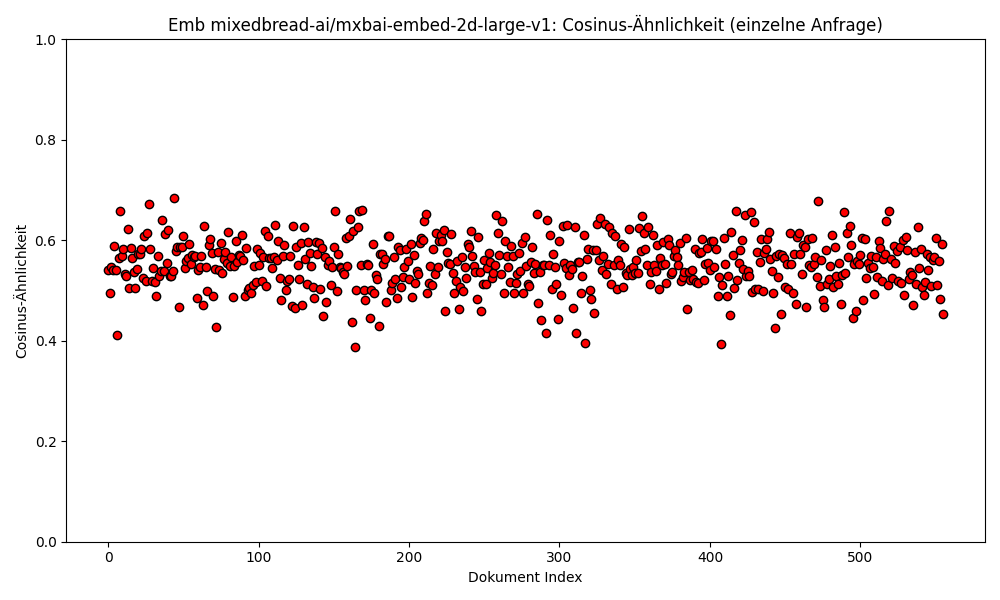 Emb mixedbread-ai/mxbai-embed-2d-large-v1: Cosinus-Ähnlichkeit (einzelne Anfrage)
Cosinus-Ähnlichkeit
1.0
0.8
0.6
0.4
0.2
0.0
0 100 200 300 400 500
Dokument Index